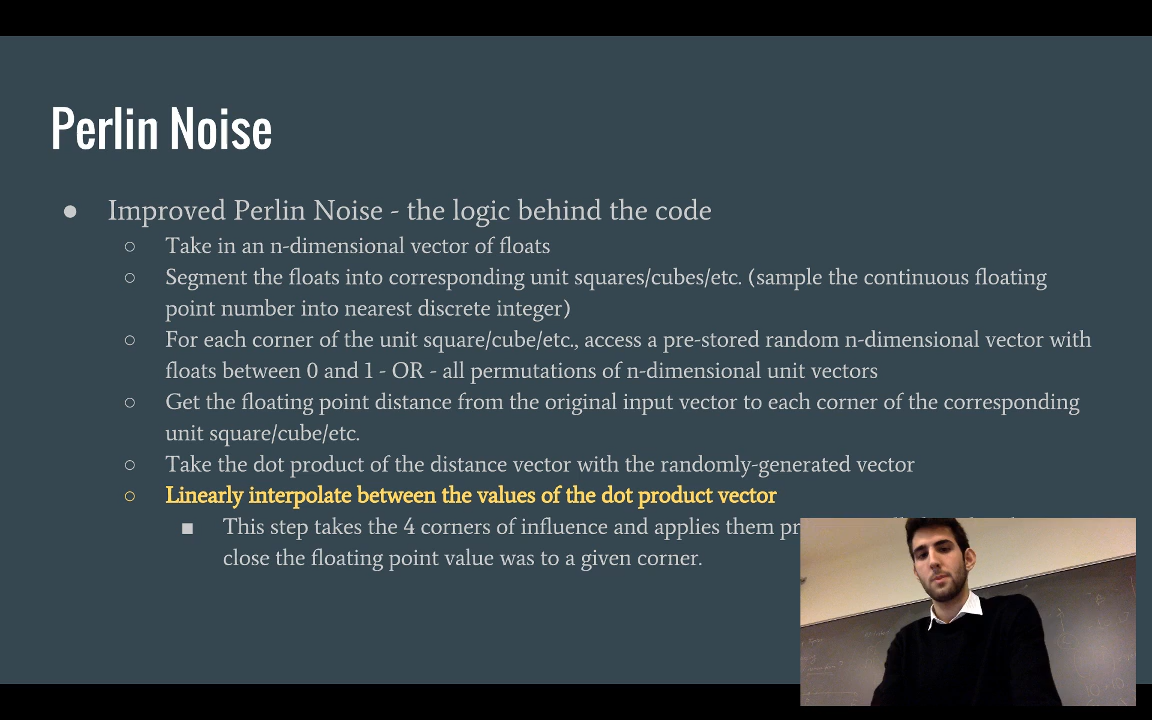 Perlin Noise
● Improved Perlin Noise - the logic behind the code
○ Take in an n-dimensional vector of floats
○ Segment the floats into corresponding unit squares/cubes/etc. (sample the continuous floating
point number into nearest discrete integer)
○ For each corner of the unit square/cube/etc., access a pre-stored random n-dimensional vector with
floats between 0 and 1 - OR - all permutations of n-dimensional unit vectors
○ Get the floating point distance from the original input vector to each corner of the corresponding
unit square/cube/etc.
○ Take the dot product of the distance vector with the randomly-generated vector
○ Linearly interpolate between the values of the dot product vector
■ This step takes the 4 corners of influence and applies them
close the floating point value was to a given corner.